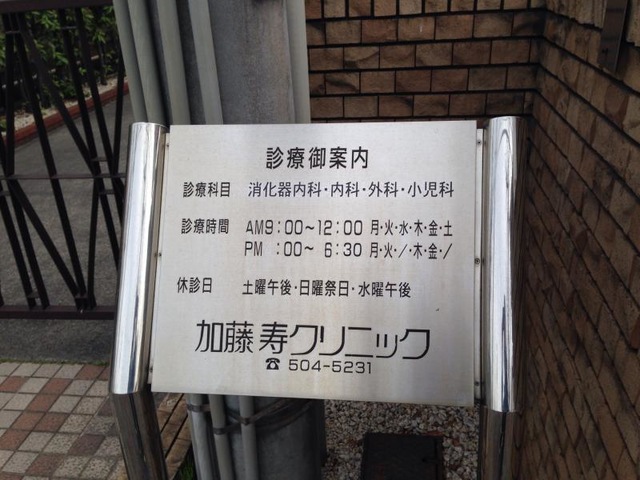 診療御案内
診療科目 消化器内科・内科・外科・小児科
診療時間 AM9:00〜12:00 月・火・水・木・金・土
PM :00〜 6:30 月・火・/・木・金・/
休診日 土曜午後・日曜祭日・水曜午後
加藤寿クリニック
☎ 504-5231